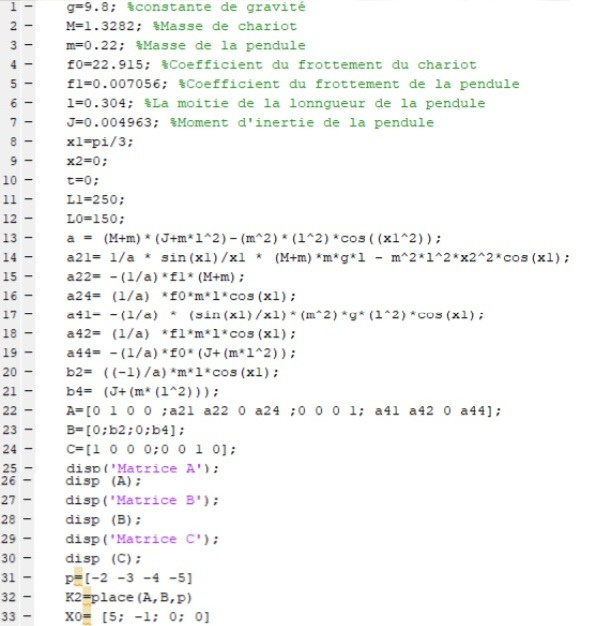 1 - g=9.8; %constante de gravité
2 - M=1.3282; %Masse de chariot
3 - m=0.22; %Masse de la pendule
4 - f0=22.915; %Coefficient du frottement du chariot
5 - f1=0.007056; %Coefficient du frottement de la pendule
6 - l=0.304; %La moitie de la lonngueur de la pendule
7 - J=0.004963; %Moment d'inertie de la pendule
8 - x1=pi/3;
9 - x2=0;
10 - t=0;
11 - L1=250;
12 - L0=150;
13 - a = (M+m)*(J+m*l^2)-(m^2)*(l^2)*cos((x1^2));
14 - a21= 1/a * sin(x1)/x1 * (M+m)*m*g*l - m^2*l^2*x2^2*cos(x1);
15 - a22= -(1/a)*f1*(M+m);
16 - a24= (1/a) *f0*m*l*cos(x1);
17 - a41= -(1/a) * (sin(x1)/x1)*(m^2)*g*(l^2)*cos(x1);
18 - a42= (1/a) *f1*m*l*cos(x1);
19 - a44= -(1/a)*f0*(J+(m*l^2));
20 - b2= ((-1)/a)*m*l*cos(x1);
21 - b4= (J+(m*(l^2)));
22 - A=[0 1 0 0 ;a21 a22 0 a24 ;0 0 0 1; a41 a42 0 a44];
23 - B=[0;b2;0;b4];
24 - C=[1 0 0 0;0 0 1 0];
25 - disp('Matrice A');
26 - disp (A);
27 - disp('Matrice B');
28 - disp (B);
29 - disp('Matrice C');
30 - disp (C);
31 - p=[-2 -3 -4 -5]
32 - K2=place(A,B,p)
33 - X0= [5; -1; 0; 0]